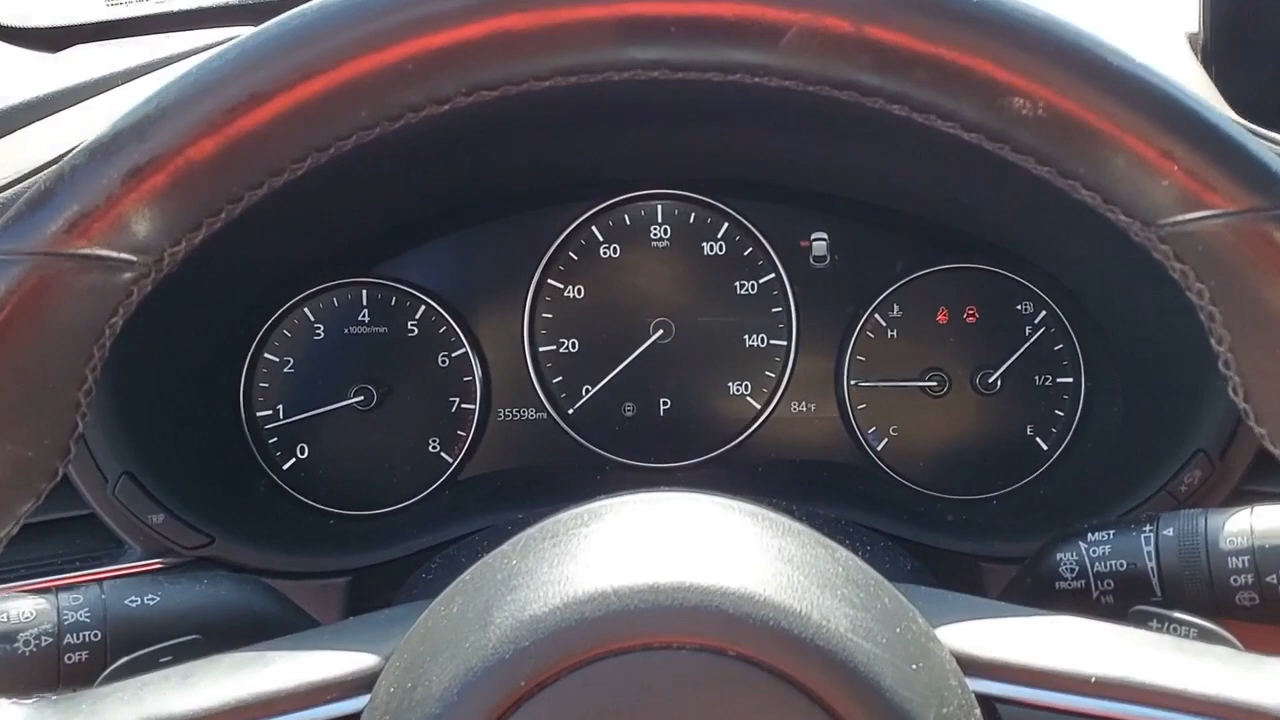 80
mph
60
100
40
120
20
140
0
160
P
35598mi
84°F
4
x1000r/min
3
5
2
6
1
7
0
8
H
F
1/2
C
E
TRIP
AUTO
OFF
-
PULL
FRONT
MIST
OFF
AUTO
LO
HI
+
-
ON
INT
OFF
+/OFF